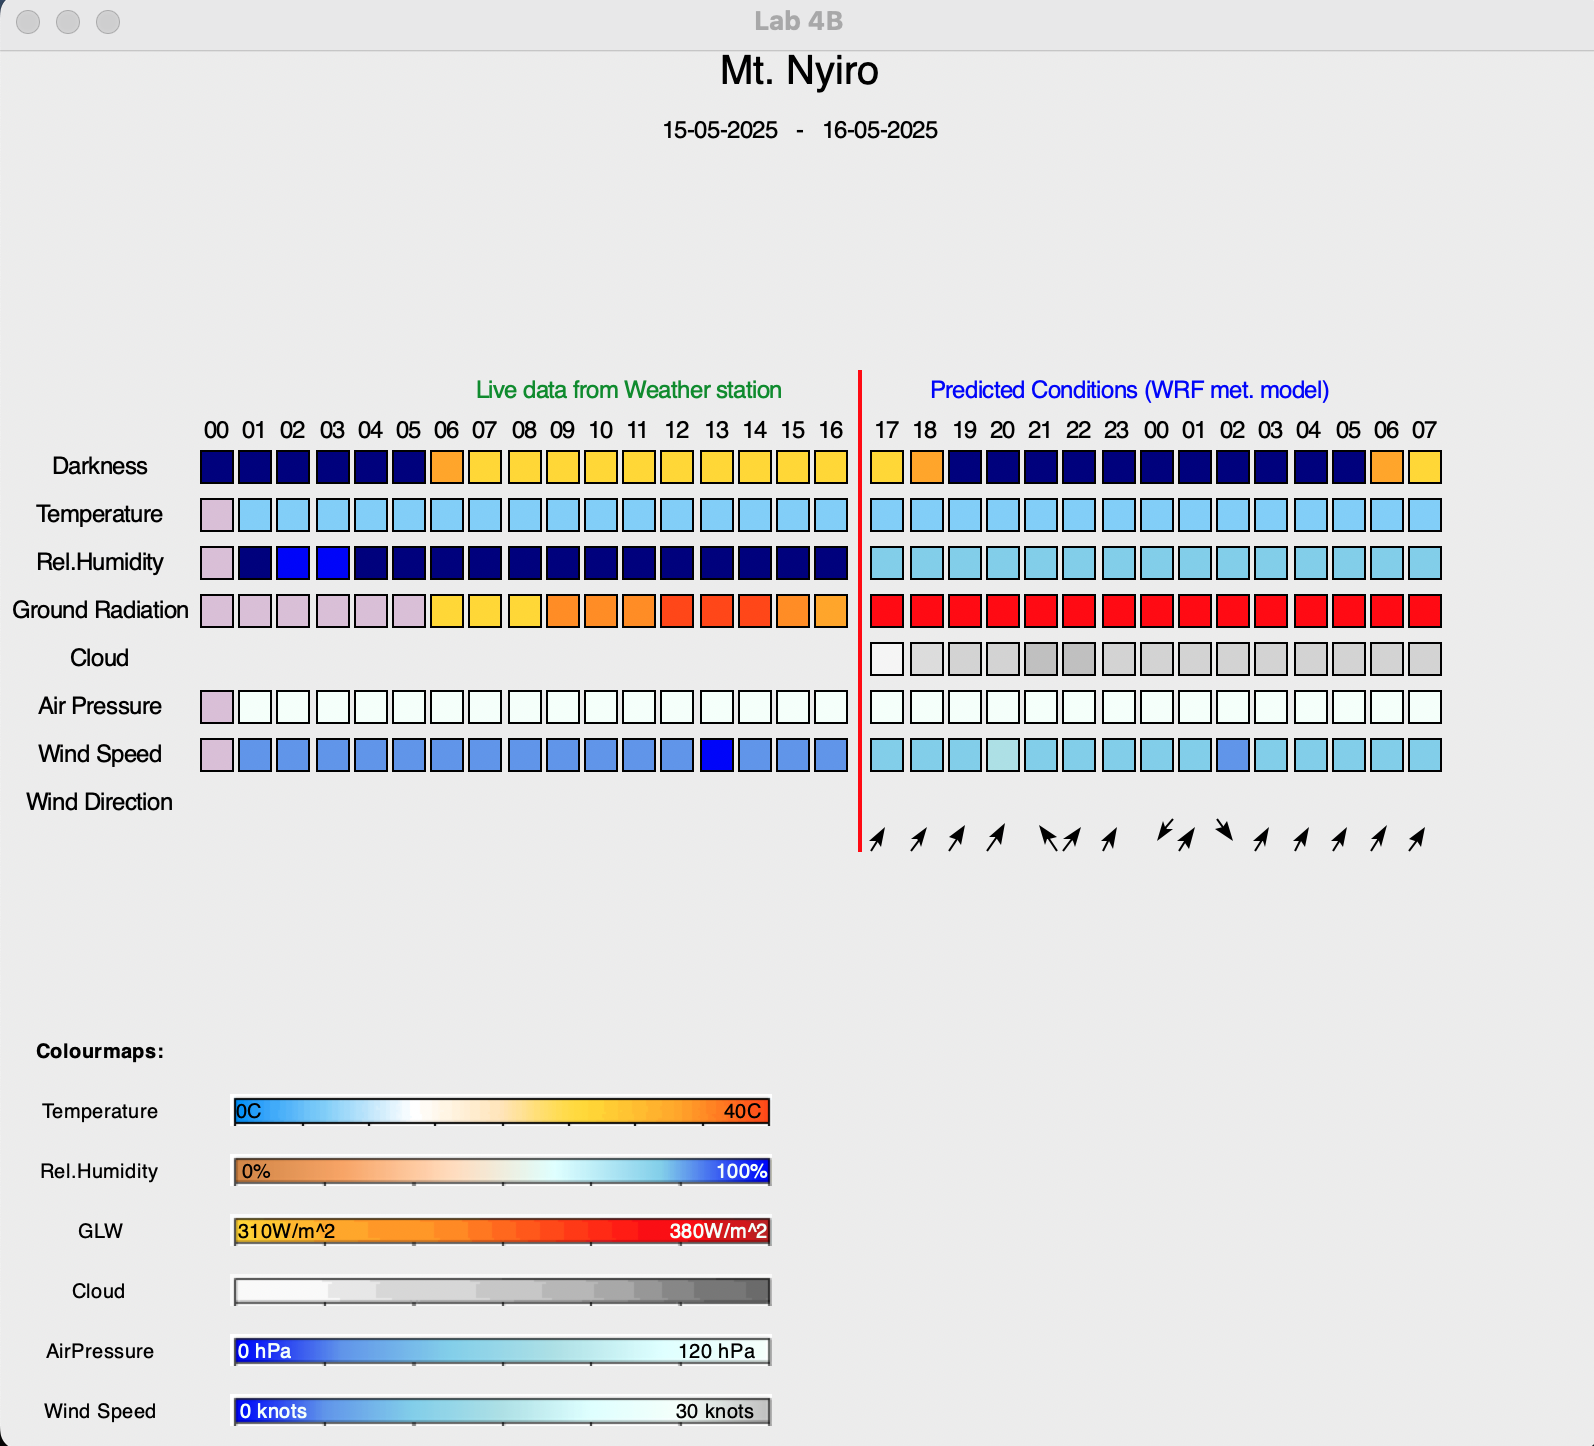 Lab 4B
Mt. Nyiro
15-05-2025 - 16-05-2025
Live data from Weather station Predicted Conditions (WRF met. model)
00 01 02 03 04 05 06 07 08 09 10 11 12 13 14 15 16 17 18 19 20 21 22 23 00 01 02 03 04 05 06 07
Darkness
Temperature
Rel.Humidity
Ground Radiation
Cloud
Air Pressure
Wind Speed
Wind Direction
Colourmaps:
Temperature 0C 40C
Rel.Humidity 0% 100%
GLW 310W/m^2 380W/m^2
Cloud
AirPressure 0 hPa 120 hPa
Wind Speed 0 knots 30 knots